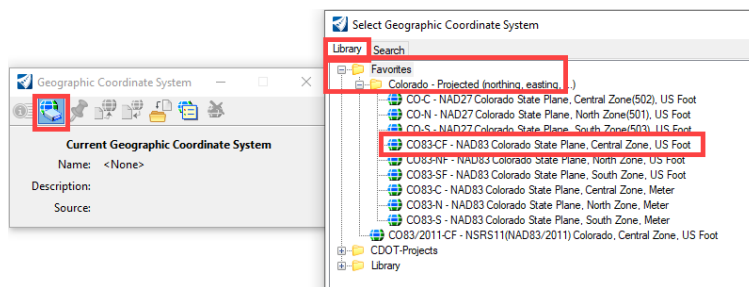 Geographic Coordinate System
Current Geographic Coordinate System
Name: <None>
Description:
Source:
Select Geographic Coordinate System
Library Search
Favorites
Colorado - Projected (northing, easting, ...)
CO-C - NAD27 Colorado State Plane, Central Zone(502), US Foot
CO-N - NAD27 Colorado State Plane, North Zone(501), US Foot
CO-S - NAD27 Colorado State Plane, South Zone(503), US Foot
CO83-CF - NAD83 Colorado State Plane, Central Zone, US Foot
CO83-NF - NAD83 Colorado State Plane, North Zone, US Foot
CO83-SF - NAD83 Colorado State Plane, South Zone, US Foot
CO83-C - NAD83 Colorado State Plane, Central Zone, Meter
CO83-N - NAD83 Colorado State Plane, North Zone, Meter
CO83-S - NAD83 Colorado State Plane, South Zone, Meter
CO83/2011-CF - NSRS11(NAD83/2011) Colorado, Central Zone, US Foot
CDOT-Projects
Library